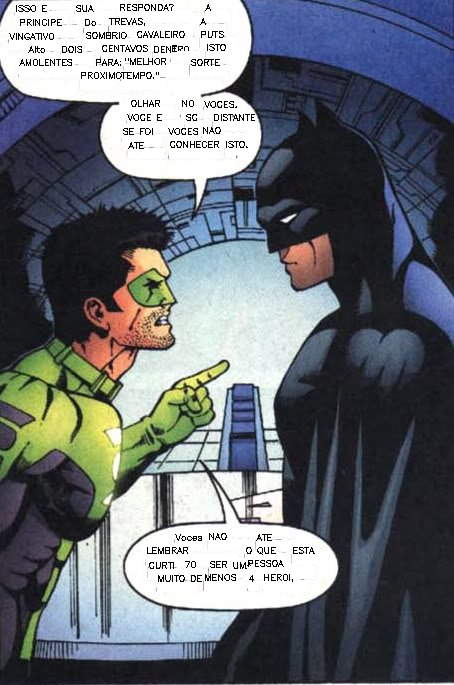 ISSO E SUA RESPONDA? A
PRINCIPE Do TREVAS, A
VINGATIVO SOMBRIO CAVALEIRO PUTS
Alto DOIS CENTAVOS DENTRO ISTO
AMOLENTES PARA: "MELHOR SORTE
PROXIMOTEMPO."
OLHAR NO VOCES.
VOCE E SC DISTANTE
SE FOI VOCES NAO
ATE CONHECER ISTO.
Voces NAO ATE
LEMBRAR O QUE ESTA
CURTI 70 SER UM PESSOA
MUITO DE MENOS 4 HEROI,